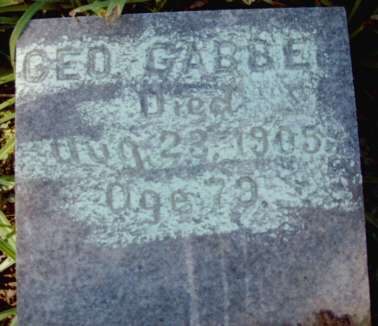 GEO. GABBE
Died
Aug. 23, 1905.
Age 79.